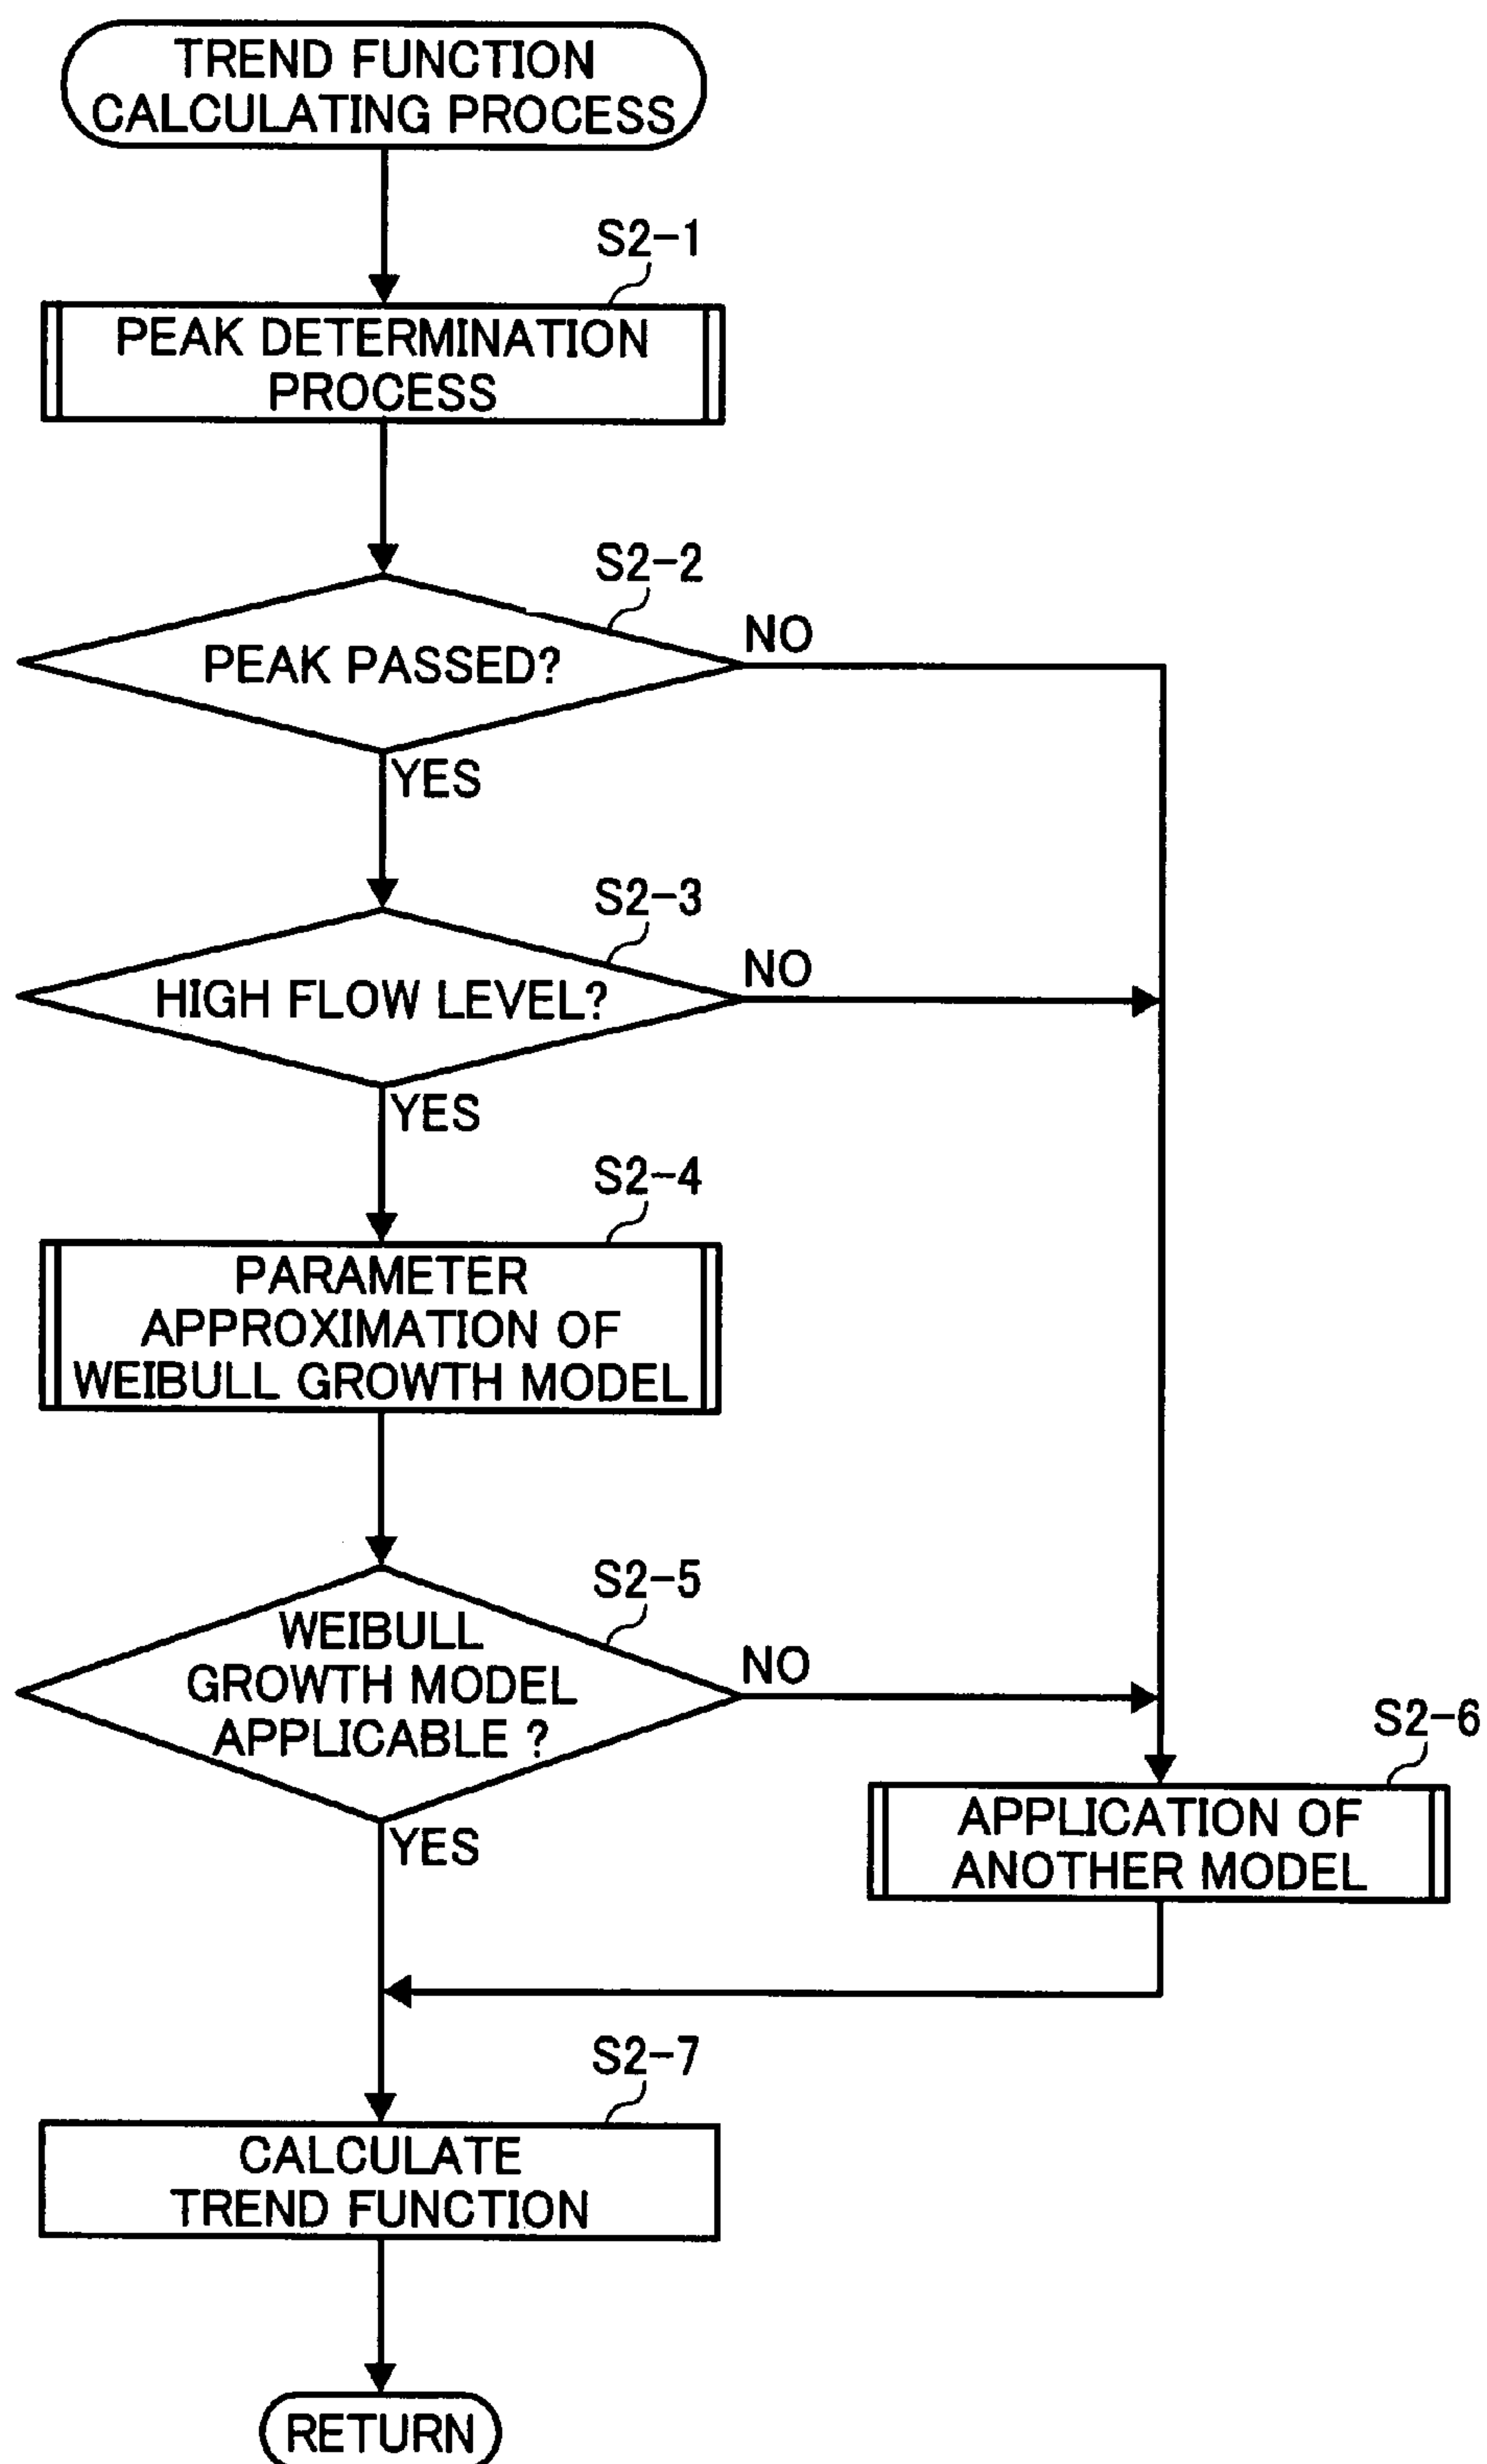 TREND FUNCTION
CALCULATING PROCESS
S2-1
PEAK DETERMINATION
PROCESS
S2-2
PEAK PASSED?
NO
YES
S2-3
HIGH FLOW LEVEL?
NO
YES
S2-4
PARAMETER
APPROXIMATION OF
WEIBULL GROWTH MODEL
S2-5
WEIBULL
GROWTH MODEL
APPLICABLE ?
NO
YES
S2-6
APPLICATION OF
ANOTHER MODEL
S2-7
CALCULATE
TREND FUNCTION
RETURN